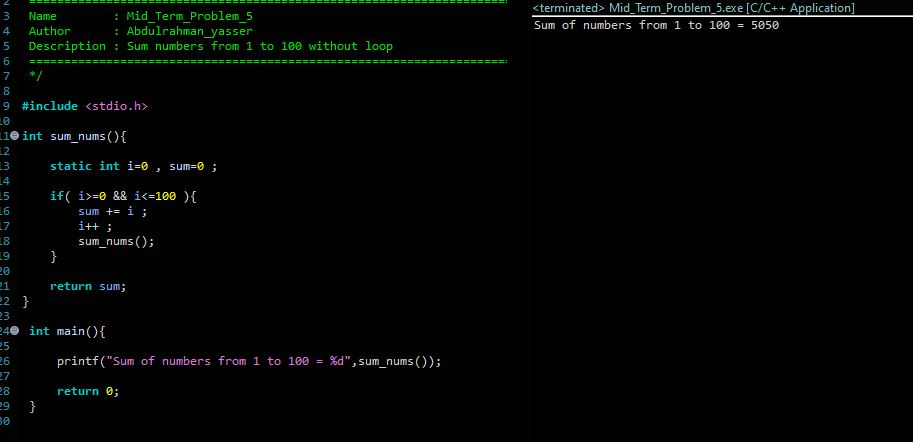 2 ====================================================================
3 Name        : Mid_Term_Problem_5
4 Author      : Abdulrahman_yasser
5 Description : Sum numbers from 1 to 100 without loop
6 ====================================================================
7 */
8
9 #include <stdio.h>
10
11 int sum_nums(){
12
13     static int i=0 , sum=0 ;
14
15     if( i>=0 && i<=100 ){
16         sum += i ;
17         i++ ;
18         sum_nums();
19     }
20
21     return sum;
22 }
23
24 int main(){
25
26     printf("Sum of numbers from 1 to 100 = %d",sum_nums());
27
28     return 0;
29 }
30
<terminated> Mid_Term_Problem_5.exe [C/C++ Application]
Sum of numbers from 1 to 100 = 5050